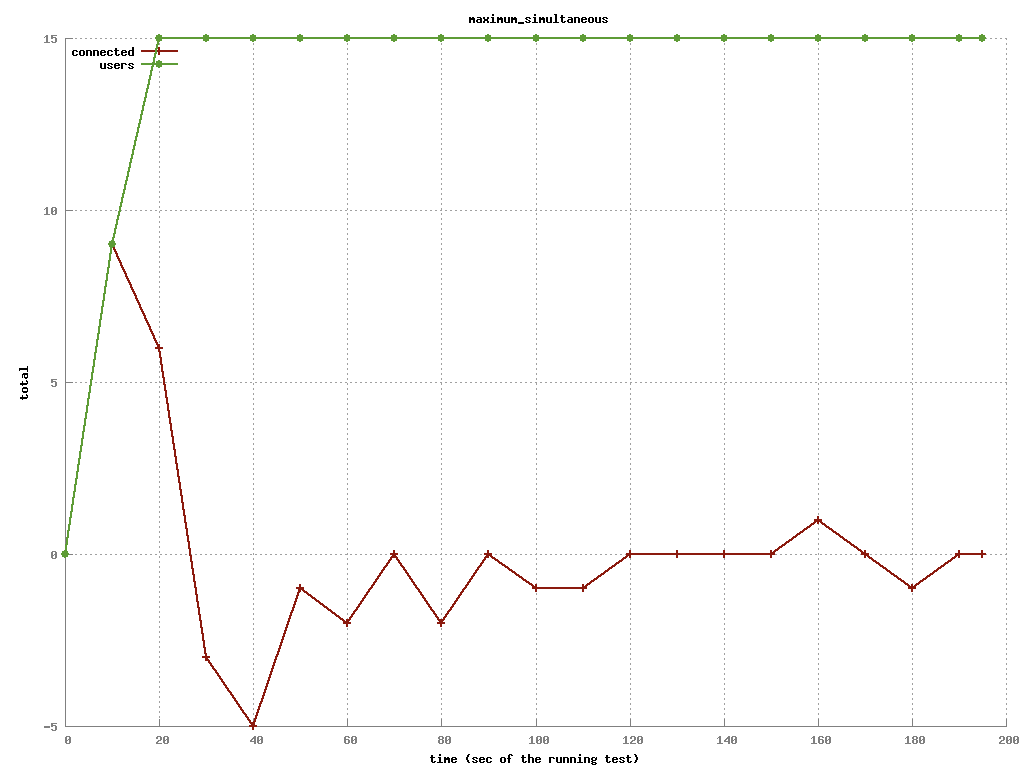 maximum_simultaneous
15
connected
users
10
total
5
0
-5
0 20 40 60 80 100 120 140 160 180 200
time (sec of the running test)